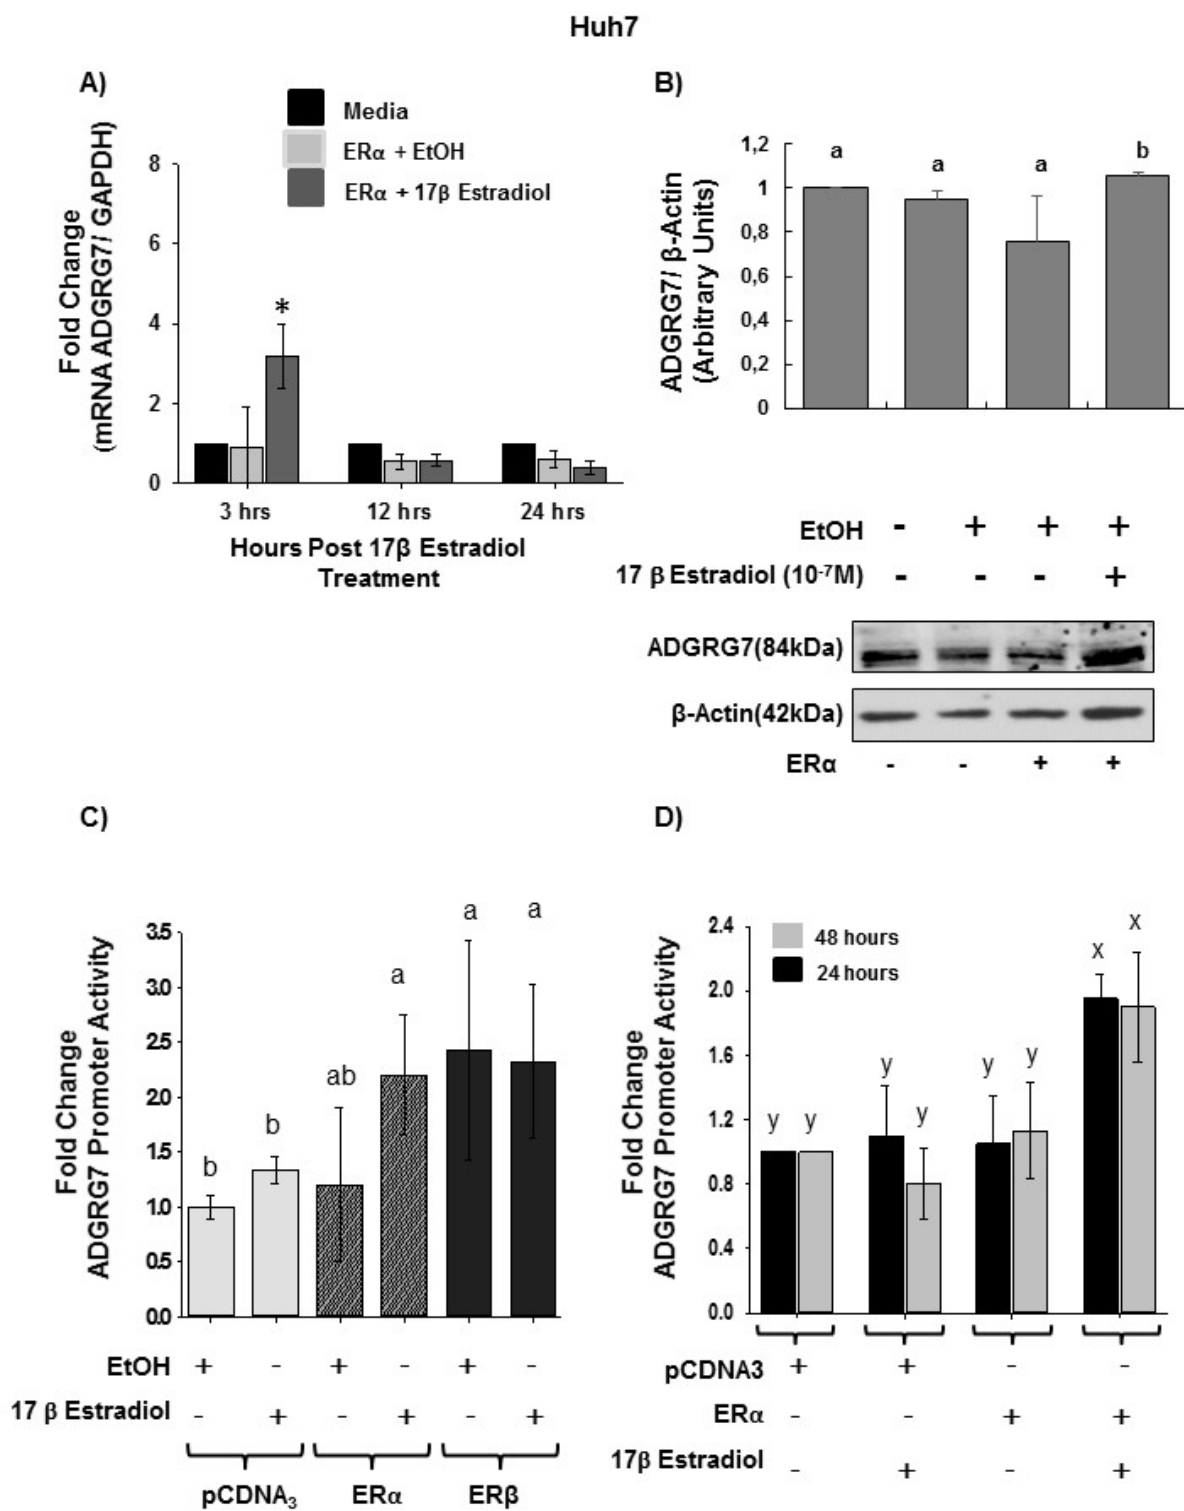 Huh7
A)
Media
ERα + EtOH
ERα + 17β Estradiol
Fold Change
(mRNA ADGRG7/ GAPDH)
8
6
4
2
0
*
3 hrs
12 hrs
24 hrs
Hours Post 17β Estradiol
Treatment
B)
ADGRG7/ β-Actin
(Arbitrary Units)
1,2
1
0,8
0,6
0,4
0,2
0
a a a b
EtOH - + + +
17 β Estradiol (10⁻⁷M) - - - +
ADGRG7(84kDa)
β-Actin(42kDa)
ERα - - + +
C)
Fold Change
ADGRG7 Promoter Activity
3.5
3.0
2.5
2.0
1.5
1.0
0.5
0.0
b b ab a a a
EtOH + - + - + -
17 β Estradiol - + - + - +
pCDNA₃ ERα ERβ
D)
48 hours
24 hours
Fold Change
ADGRG7 Promoter Activity
2.4
2.0
1.6
1.2
0.8
0.4
0.0
y y y y y y x x
pCDNA3 + + - -
ERα - - + +
17β Estradiol - + - +